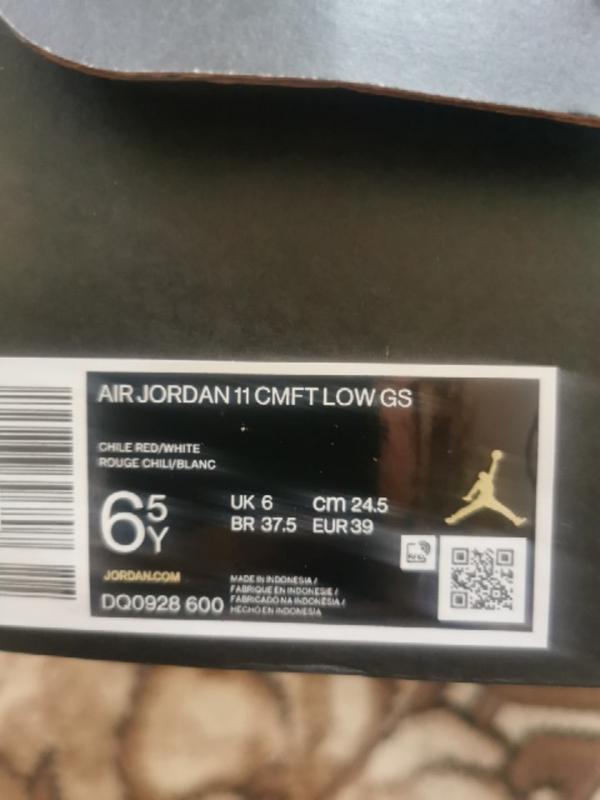 AIR JORDAN 11 CMFT LOW GS
CHILE RED/WHITE
ROUGE CHILI/BLANC
6 5 Y
UK 6 cm 24.5
BR 37.5 EUR 39
JORDAN.COM
DQ0928 600
MADE IN INDONESIA /
FABRIQUE EN INDONESIE /
FABRICADO NA INDONÉSIA /
HECHO EN INDONESIA